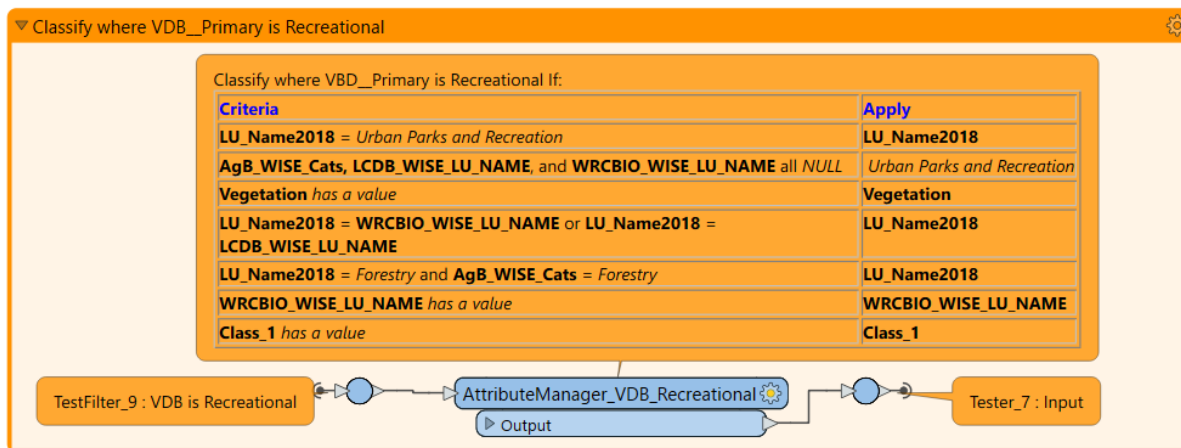 Classify where VDB__Primary is Recreational
Classify where VBD__Primary is Recreational If:
Criteria Apply
LU_Name2018 = Urban Parks and Recreation LU_Name2018
AgB_WISE_Cats, LCDB_WISE_LU_NAME, and WRCBIO_WISE_LU_NAME all NULL Urban Parks and Recreation
Vegetation has a value Vegetation
LU_Name2018 = WRCBIO_WISE_LU_NAME or LU_Name2018 = LU_Name2018
LCDB_WISE_LU_NAME
LU_Name2018 = Forestry and AgB_WISE_Cats = Forestry LU_Name2018
WRCBIO_WISE_LU_NAME has a value WRCBIO_WISE_LU_NAME
Class_1 has a value Class_1
TestFilter_9 : VDB is Recreational
AttributeManager_VDB_Recreational
Output
Tester_7 : Input